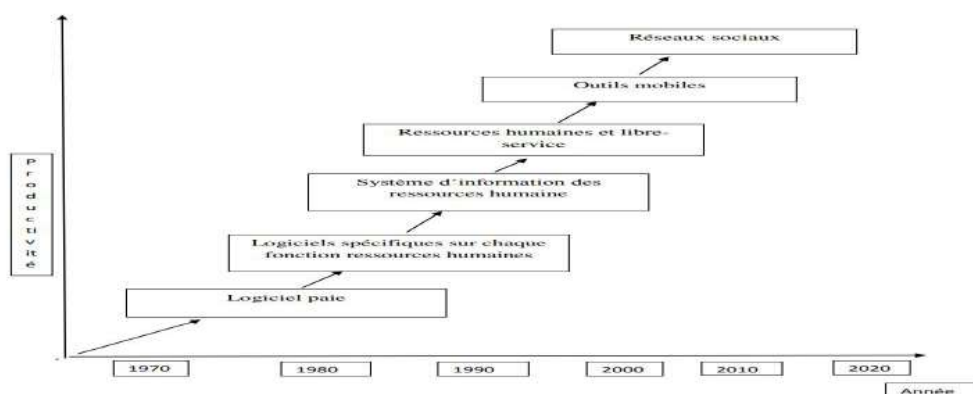 Réseaux sociaux
Outils mobiles
Ressources humaines et libre-
service
Système d'information des
ressources humaine
Logiciels spécifiques sur chaque
fonction ressources humaines
Logiciel paie
Productivité
1970
1980
1990
2000
2010
2020
Année